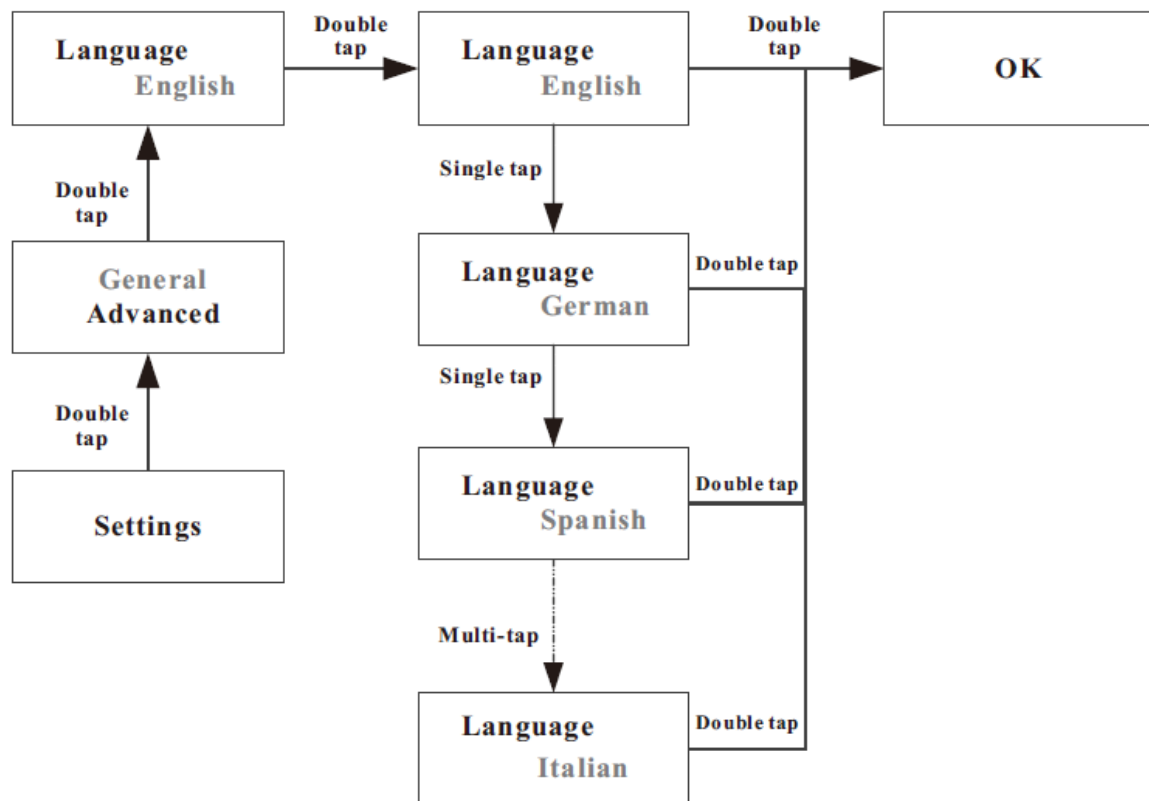 Language
English
Double
tap
Language
English
Double
tap
OK
Double
tap
General
Advanced
Double
tap
Settings
Single tap
Language
German
Double tap
Single tap
Language
Spanish
Double tap
Multi-tap
Language
Italian
Double tap